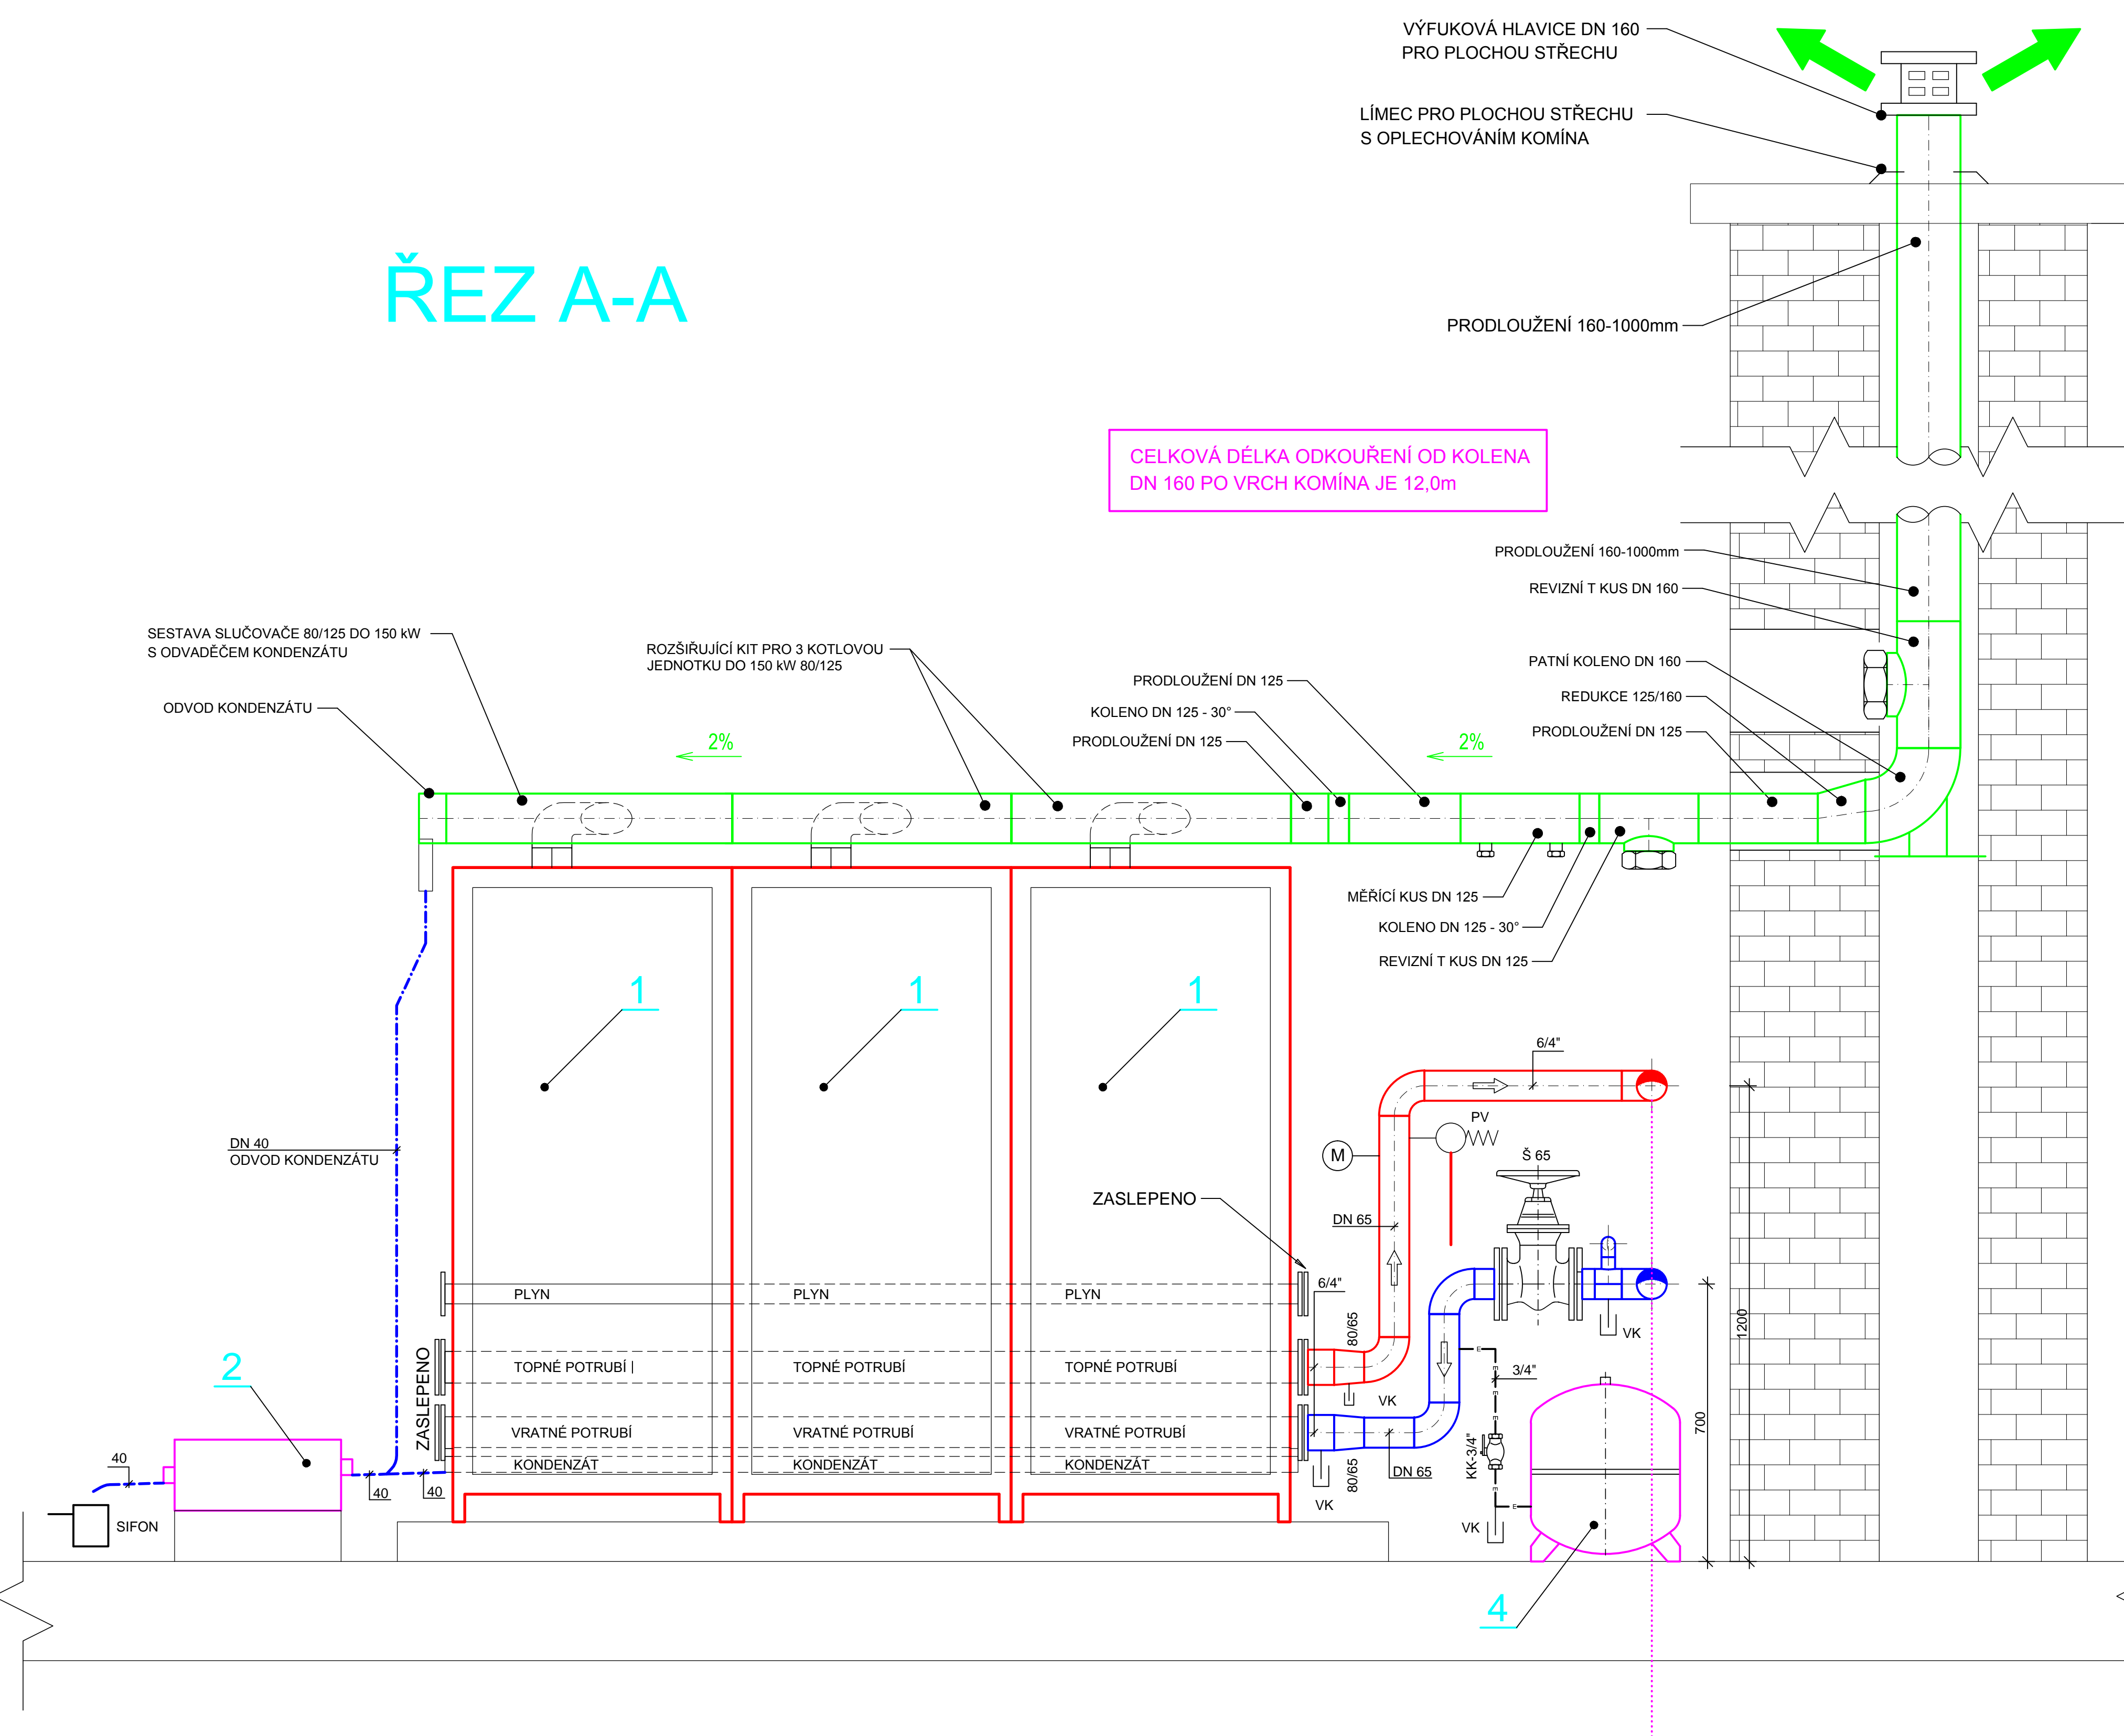 VÝFUKOVÁ HLAVICE DN 160
PRO PLOCHOU STŘECHU
LÍMEC PRO PLOCHOU STŘECHU
S OPLECHOVÁNÍM KOMÍNA
ŘEZ A-A
PRODLOUŽENÍ 160-1000mm
CELKOVÁ DÉLKA ODKOUŘENÍ OD KOLENA
DN 160 PO VRCH KOMÍNA JE 12,0m
PRODLOUŽENÍ 160-1000mm
REVIZNÍ T KUS DN 160
PATNÍ KOLENO DN 160
REDUKCE 125/160
PRODLOUŽENÍ DN 125
SESTAVA SLUČOVAČE 80/125 DO 150 kW
S ODVADĚČEM KONDENZÁTU
ODVOD KONDENZÁTU
ROZŠIŘUJÍCÍ KIT PRO 3 KOTLOVOU
JEDNOTKU DO 150 kW 80/125
PRODLOUŽENÍ DN 125
KOLENO DN 125 - 30°
PRODLOUŽENÍ DN 125
2%
2%
MĚŘÍCÍ KUS DN 125
KOLENO DN 125 - 30°
REVIZNÍ T KUS DN 125
1
1
1
6/4"
PV
M
Š 65
DN 40
ODVOD KONDENZÁTU
ZASLEPENO
DN 65
6/4"
80/65
VK
1200
PLYN
PLYN
PLYN
ZASLEPENO
TOPNÉ POTRUBÍ |
TOPNÉ POTRUBÍ
TOPNÉ POTRUBÍ
VK
E
3/4"
E
E
E
E
E
KK-3/4"
700
2
VRATNÉ POTRUBÍ
VRATNÉ POTRUBÍ
VRATNÉ POTRUBÍ
KONDENZÁT
KONDENZÁT
KONDENZÁT
40
40
40
80/65
DN 65
VK
VK
SIFON
4